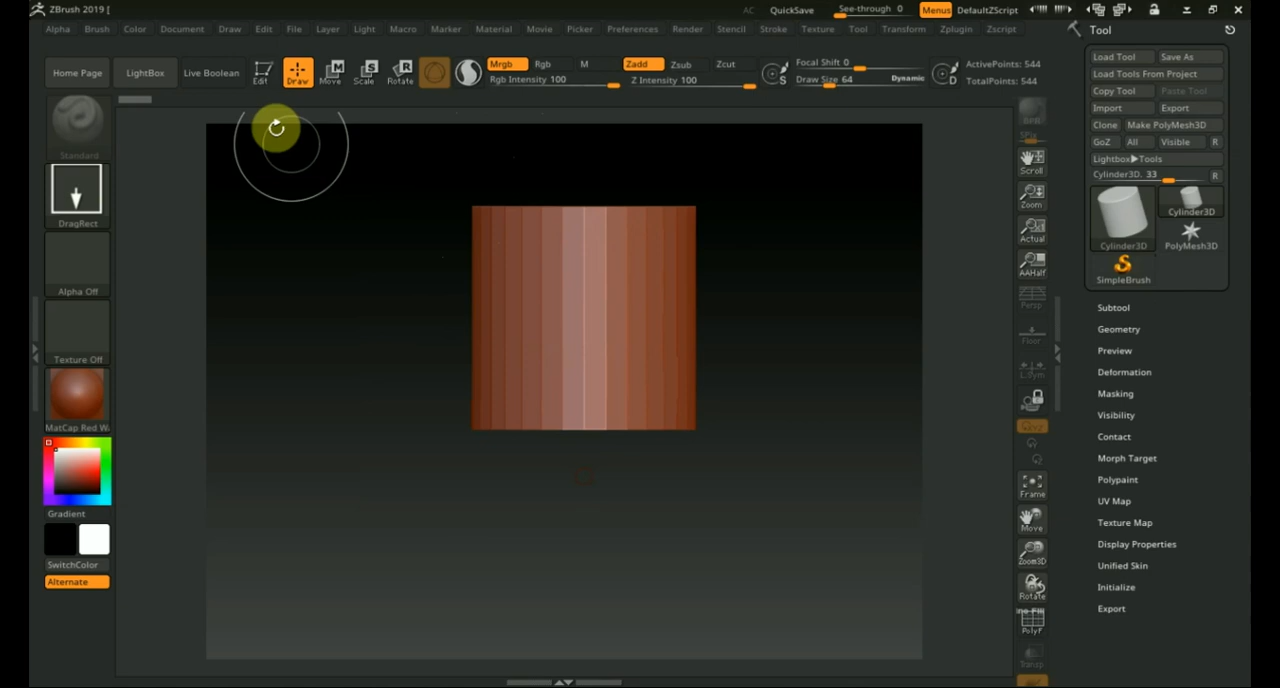 ZBrush 2019 [
AC QuickSave See-through 0 Menus DefaultZScript
Alpha Brush Color Document Draw Edit File Layer Light Macro Marker Material Movie Picker Preferences Render Stencil Stroke Texture Tool Transform Zplugin Zscript
Home Page LightBox Live Boolean Edit Draw Move Scale Rotate
Mrgb Rgb M Zadd Zsub Zcut
Rgb Intensity 100 Z Intensity 100
Focal Shift 0
Draw Size 64 Dynamic
ActivePoints: 544
TotalPoints: 544
Standard
DragRect
Alpha Off
Texture Off
MatCap Red Wa
Gradient
SwitchColor
Alternate
BPR
SPix
Scroll
Zoom
Actual
AAHalf
Persp
Floor
L.Sym
Frame
Move
Zoom3D
Rotate
ine Fill
PolyF
Transp
Tool
Load Tool Save As
Load Tools From Project
Copy Tool Paste Tool
Import Export
Clone Make PolyMesh3D
GoZ All Visible R
Lightbox▶Tools
Cylinder3D. 33 R
Cylinder3D
Cylinder3D PolyMesh3D
SimpleBrush
Subtool
Geometry
Preview
Deformation
Masking
Visibility
Contact
Morph Target
Polypaint
UV Map
Texture Map
Display Properties
Unified Skin
Initialize
Export